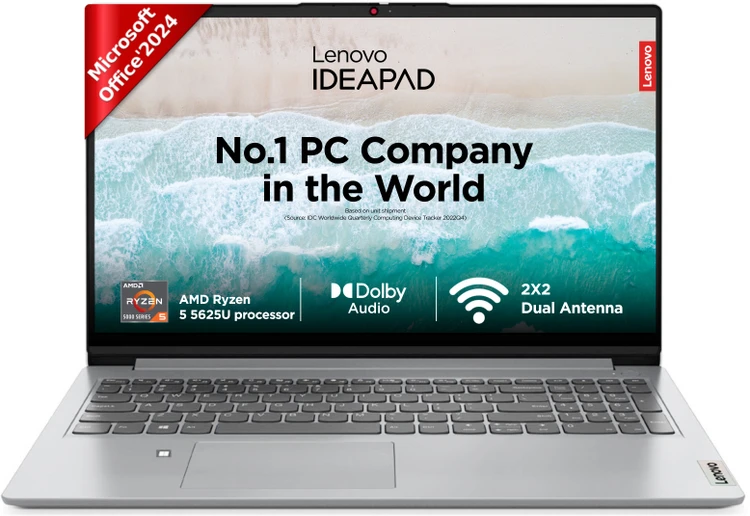 Microsoft
Office'2024
Lenovo
IDEAPAD
Lenovo
No.1 PC Company
in the World
Based on unit shipment
(Source: IDC Worldwide Quarterly Computing Device Tracker 2022Q4)
AMD
RYZEN
5000 SERIES 5
AMD Ryzen
5 5625U processor
Dolby
Audio
2X2
Dual Antenna
Lenovo